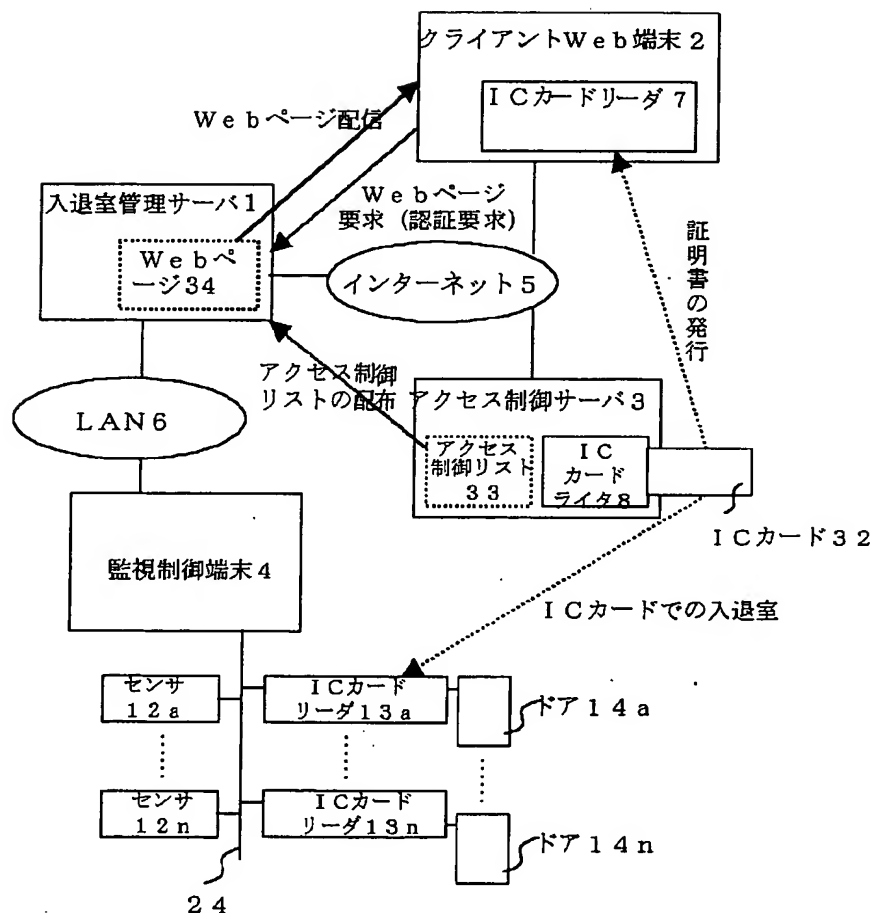 クライアントWeb端末2
ICカードリーダ7
Webページ配信
入退室管理サーバ1
Webペ
ージ34
Webページ
要求(認証要求)
インターネット5
証明書の発行
アクセス制御
リストの配布
アクセス制御サーバ3
アクセス
制御リスト
33
IC
カード
ライタ8
ICカード32
LAN6
監視制御端末4
ICカードでの入退室
センサ
12a
ICカード
リーダ13a
ドア14a
センサ
12n
ICカード
リーダ13n
ドア14n
24